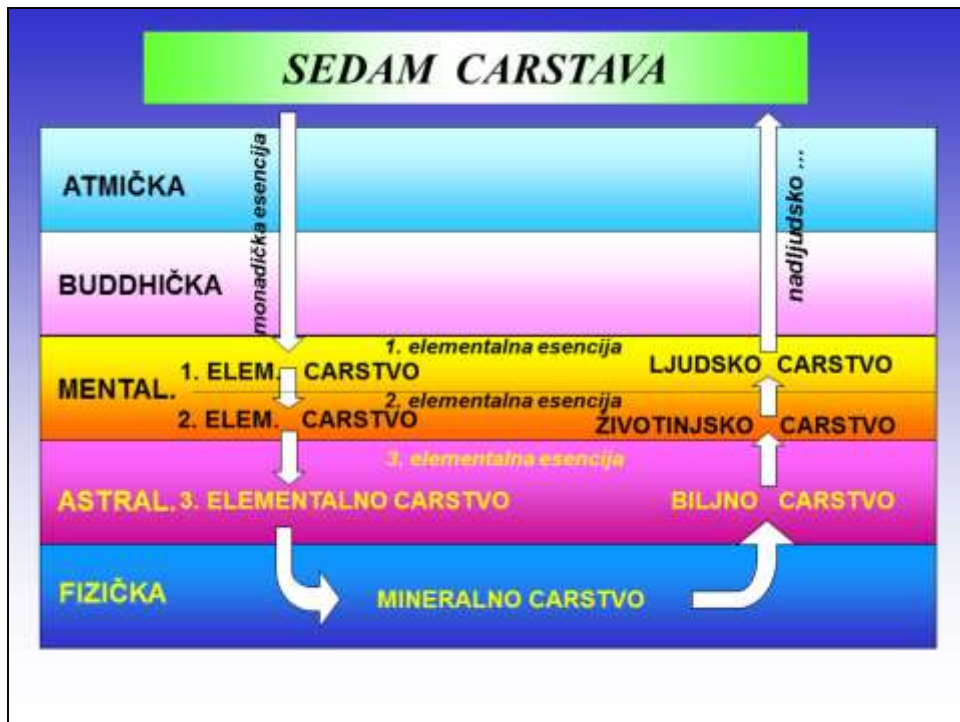 SEDAM CARSTAVA
monadička esencija
nadljudsko ...
ATMIČKA
BUDDHIČKA
1. elementalna esencija
MENTAL.
1. ELEM. CARSTVO
LJUDSKO CARSTVO
2. elementalna esencija
2. ELEM. CARSTVO
ŽIVOTINJSKO CARSTVO
3. elementalna esencija
ASTRAL. 3. ELEMENTALNO CARSTVO
BILJNO CARSTVO
FIZIČKA
MINERALNO CARSTVO